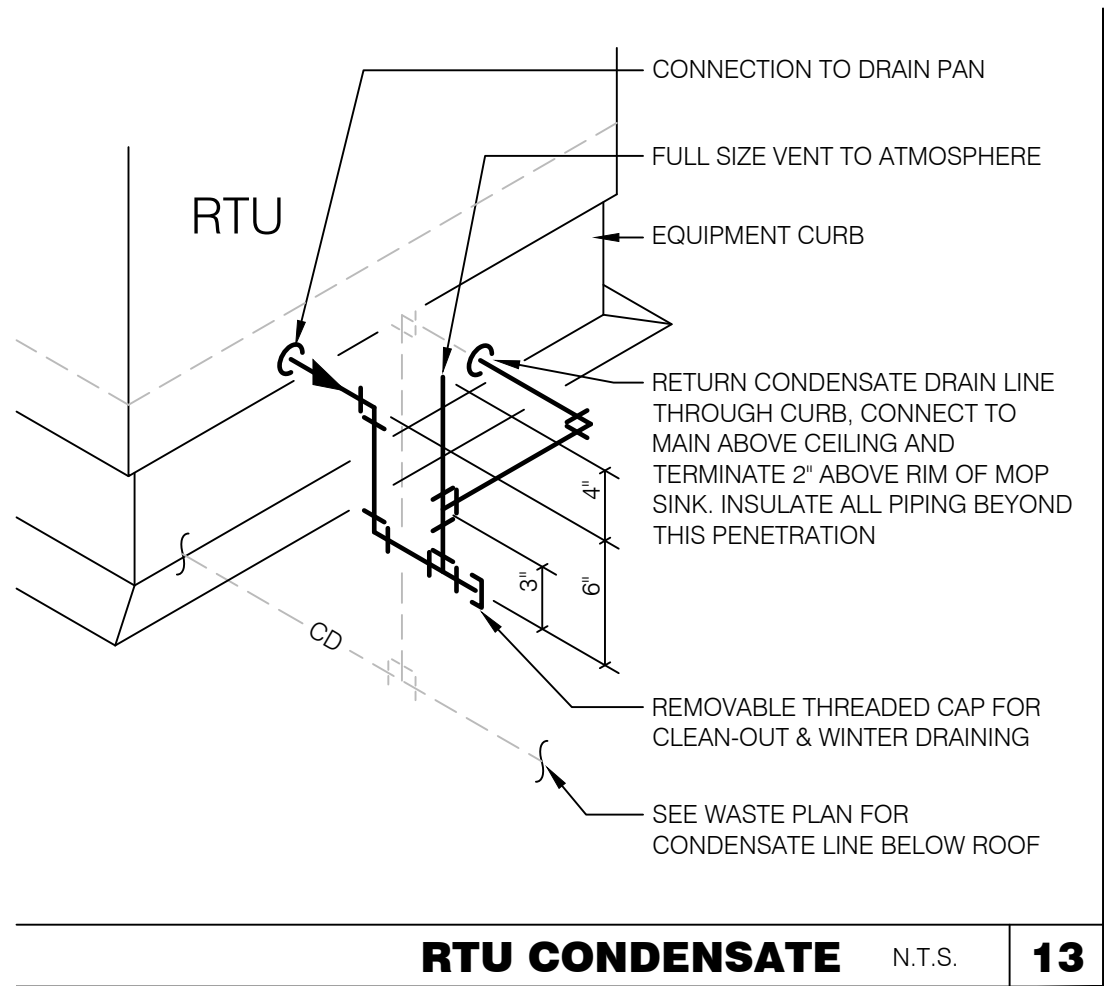 CONNECTION TO DRAIN PAN
FULL SIZE VENT TO ATMOSPHERE
RTU
EQUIPMENT CURB
RETURN CONDENSATE DRAIN LINE
THROUGH CURB, CONNECT TO
MAIN ABOVE CEILING AND
TERMINATE 2" ABOVE RIM OF MOP
SINK. INSULATE ALL PIPING BEYOND
THIS PENETRATION
4"
3"
6"
CD
REMOVABLE THREADED CAP FOR
CLEAN-OUT & WINTER DRAINING
SEE WASTE PLAN FOR
CONDENSATE LINE BELOW ROOF
RTU CONDENSATE N.T.S. 13